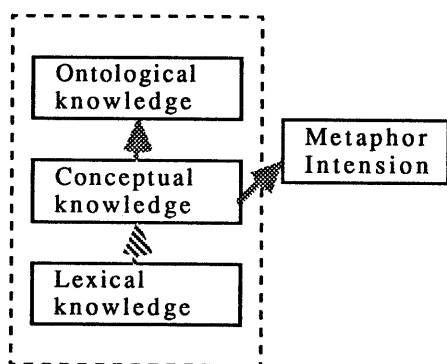 Ontological
knowledge
Metaphor
Intension
Conceptual
knowledge
Lexical
knowledge